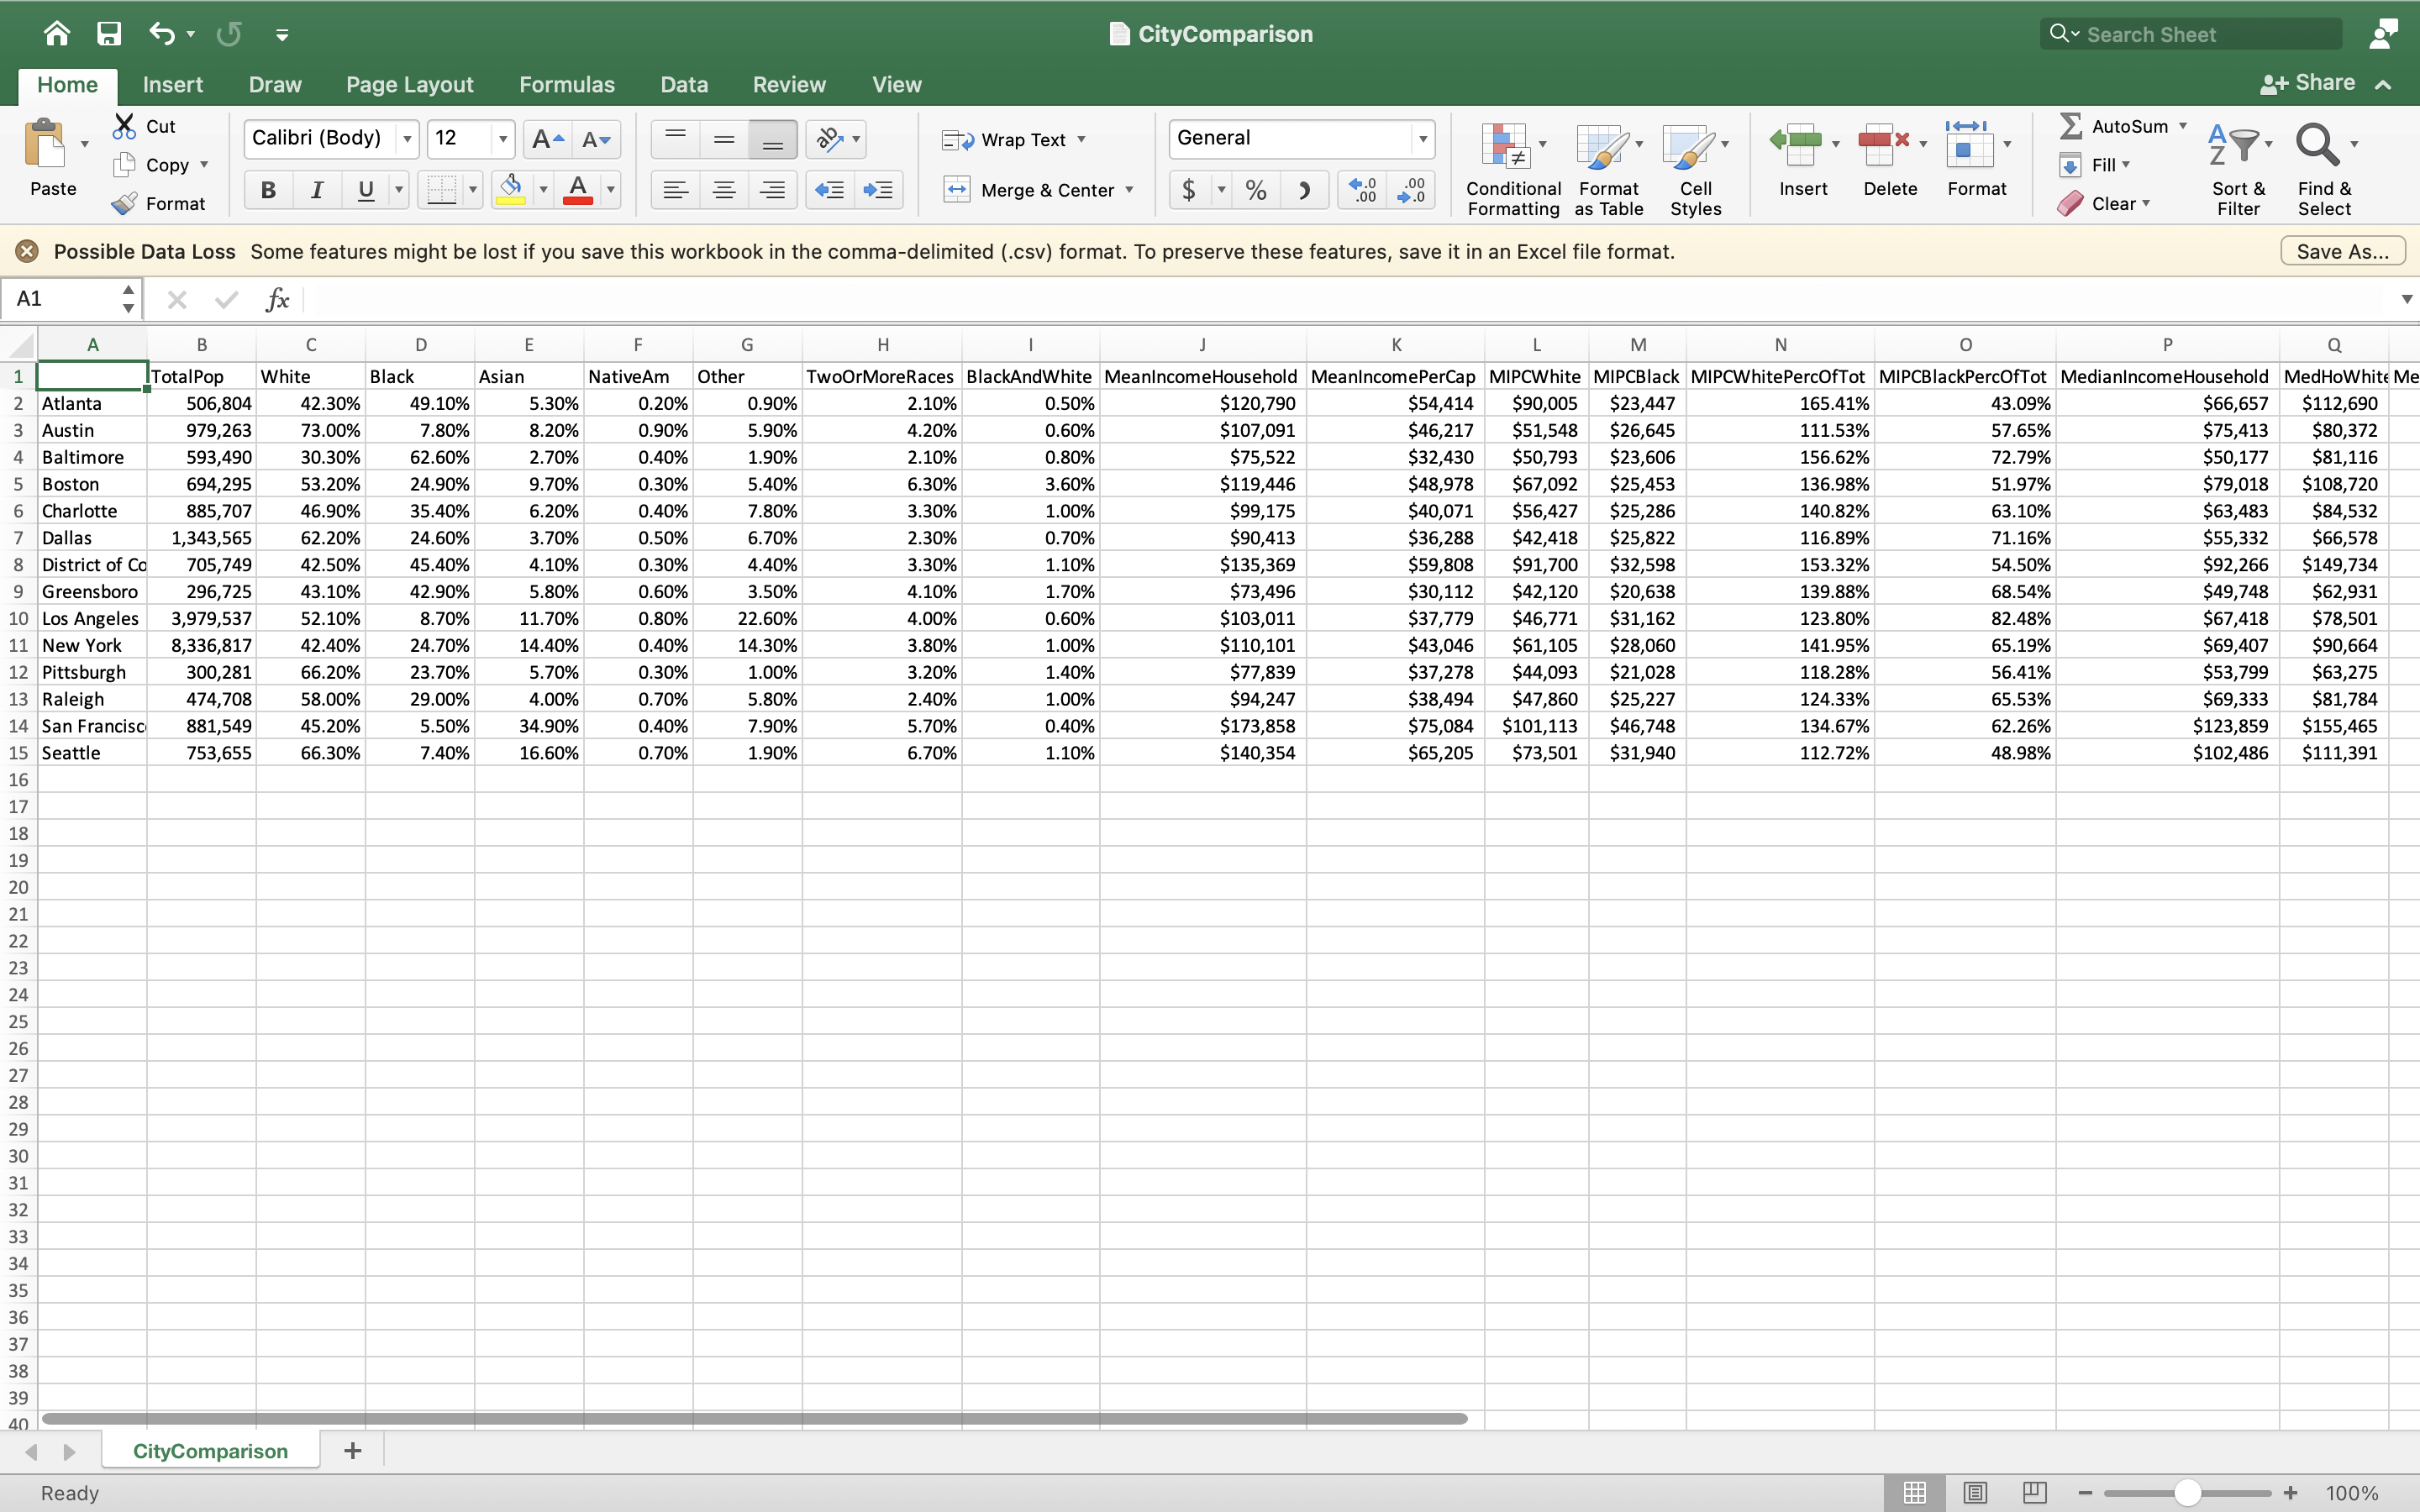 CityComparison
Search Sheet
Home Insert Draw Page Layout Formulas Data Review View
Share
Paste
Cut
Copy
Format
Calibri (Body) 12
Wrap Text
Merge & Center
General
Conditional Formatting
Format as Table
Cell Styles
Insert
Delete
Format
AutoSum
Fill
Clear
Sort & Filter
Find & Select
Possible Data Loss Some features might be lost if you save this workbook in the comma-delimited (.csv) format. To preserve these features, save it in an Excel file format. Save As...
A1 fx
A B C D E F G H I J K L M N O P Q
1 TotalPop White Black Asian NativeAm Other TwoOrMoreRaces BlackAndWhite MeanIncomeHousehold MeanIncomePerCap MIPCWhite MIPCBlack MIPCWhitePercOfTot MIPCBlackPercOfTot MedianIncomeHousehold MedHoWhite Me
2 Atlanta 506,804 42.30% 49.10% 5.30% 0.20% 0.90% 2.10% 0.50% $120,790 $54,414 $90,005 $23,447 165.41% 43.09% $66,657 $112,690
3 Austin 979,263 73.00% 7.80% 8.20% 0.90% 5.90% 4.20% 0.60% $107,091 $46,217 $51,548 $26,645 111.53% 57.65% $75,413 $80,372
4 Baltimore 593,490 30.30% 62.60% 2.70% 0.40% 1.90% 2.10% 0.80% $75,522 $32,430 $50,793 $23,606 156.62% 72.79% $50,177 $81,116
5 Boston 694,295 53.20% 24.90% 9.70% 0.30% 5.40% 6.30% 3.60% $119,446 $48,978 $67,092 $25,453 136.98% 51.97% $79,018 $108,720
6 Charlotte 885,707 46.90% 35.40% 6.20% 0.40% 7.80% 3.30% 1.00% $99,175 $40,071 $56,427 $25,286 140.82% 63.10% $63,483 $84,532
7 Dallas 1,343,565 62.20% 24.60% 3.70% 0.50% 6.70% 2.30% 0.70% $90,413 $36,288 $42,418 $25,822 116.89% 71.16% $55,332 $66,578
8 District of Co 705,749 42.50% 45.40% 4.10% 0.30% 4.40% 3.30% 1.10% $135,369 $59,808 $91,700 $32,598 153.32% 54.50% $92,266 $149,734
9 Greensboro 296,725 43.10% 42.90% 5.80% 0.60% 3.50% 4.10% 1.70% $73,496 $30,112 $42,120 $20,638 139.88% 68.54% $49,748 $62,931
10 Los Angeles 3,979,537 52.10% 8.70% 11.70% 0.80% 22.60% 4.00% 0.60% $103,011 $37,779 $46,771 $31,162 123.80% 82.48% $67,418 $78,501
11 New York 8,336,817 42.40% 24.70% 14.40% 0.40% 14.30% 3.80% 1.00% $110,101 $43,046 $61,105 $28,060 141.95% 65.19% $69,407 $90,664
12 Pittsburgh 300,281 66.20% 23.70% 5.70% 0.30% 1.00% 3.20% 1.40% $77,839 $37,278 $44,093 $21,028 118.28% 56.41% $53,799 $63,275
13 Raleigh 474,708 58.00% 29.00% 4.00% 0.70% 5.80% 2.40% 1.00% $94,247 $38,494 $47,860 $25,227 124.33% 65.53% $69,333 $81,784
14 San Francisc 881,549 45.20% 5.50% 34.90% 0.40% 7.90% 5.70% 0.40% $173,858 $75,084 $101,113 $46,748 134.67% 62.26% $123,859 $155,465
15 Seattle 753,655 66.30% 7.40% 16.60% 0.70% 1.90% 6.70% 1.10% $140,354 $65,205 $73,501 $31,940 112.72% 48.98% $102,486 $111,391
16
17
18
19
20
21
22
23
24
25
26
27
28
29
30
31
32
33
34
35
36
37
38
39
40
CityComparison
Ready 100%